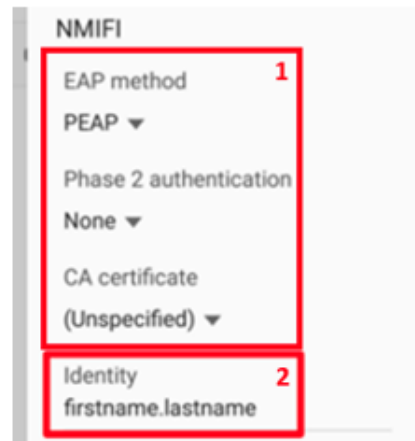 NMIFI
EAP method 1
PEAP
Phase 2 authentication
None
CA certificate
(Unspecified)
Identity 2
firstname.lastname